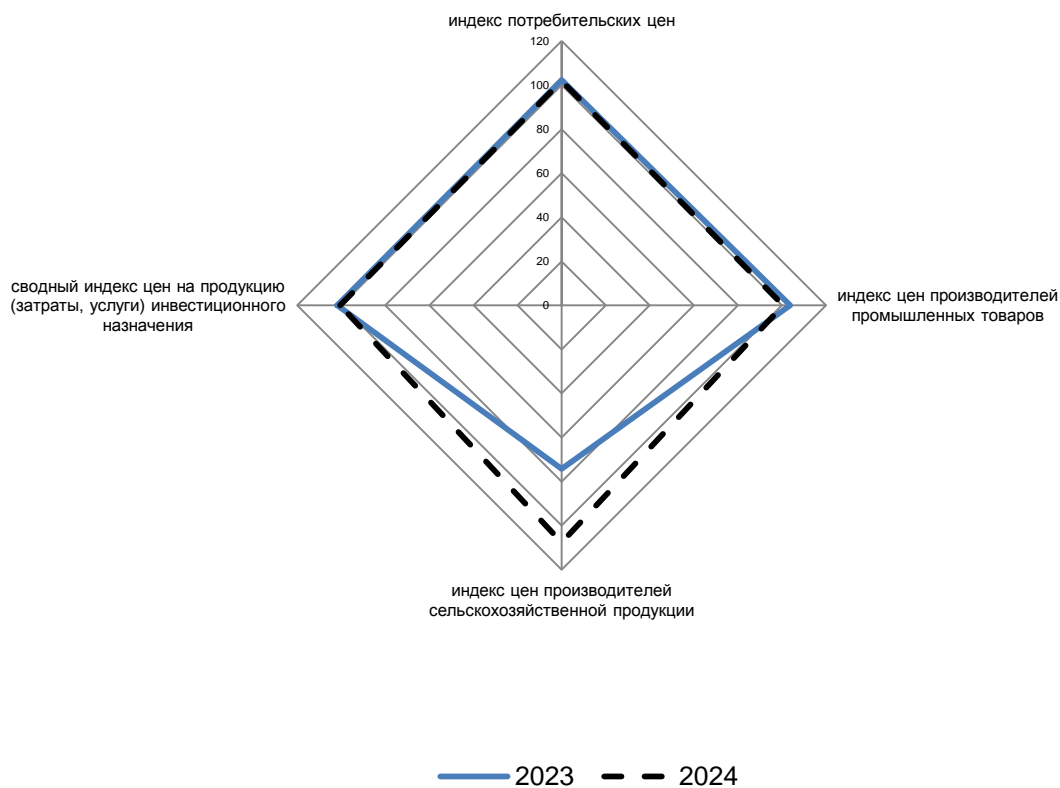 индекс потребительских цен
120
100
80
60
40
20
0
сводный индекс цен на продукцию
(затраты, услуги) инвестиционного
назначения
индекс цен производителей
промышленных товаров
индекс цен производителей
сельскохозяйственной продукции
2023 2024